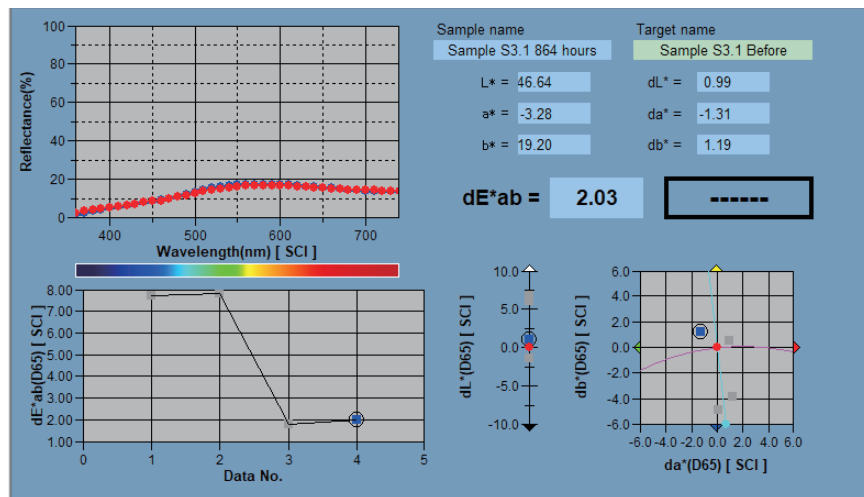 Sample name
Target name
Sample S3.1 864 hours
Sample S3.1 Before
L* = 46.64
dL* = 0.99
a* = -3.28
da* = -1.31
b* = 19.20
db* = 1.19
dE*ab = 2.03
------
Reflectance(%)
100
80
60
40
20
0
400 500 600 700
Wavelength(nm) [ SCI ]
dE*ab(D65) [ SCI ]
8.00
7.00
6.00
5.00
4.00
3.00
2.00
1.00
0 1 2 3 4 5
Data No.
dL*(D65) [ SCI ]
10.0
5.0
0.0
-5.0
-10.0
db*(D65) [ SCI ]
6.0
4.0
2.0
0.0
-2.0
-4.0
-6.0
-6.0 -4.0 -2.0 0.0 2.0 4.0 6.0
da*(D65) [ SCI ]